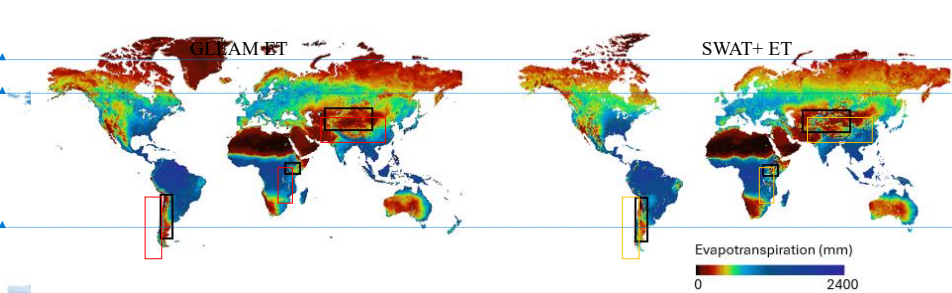 GLEAM ET
SWAT+ ET
Evapotranspiration (mm)
0
2400